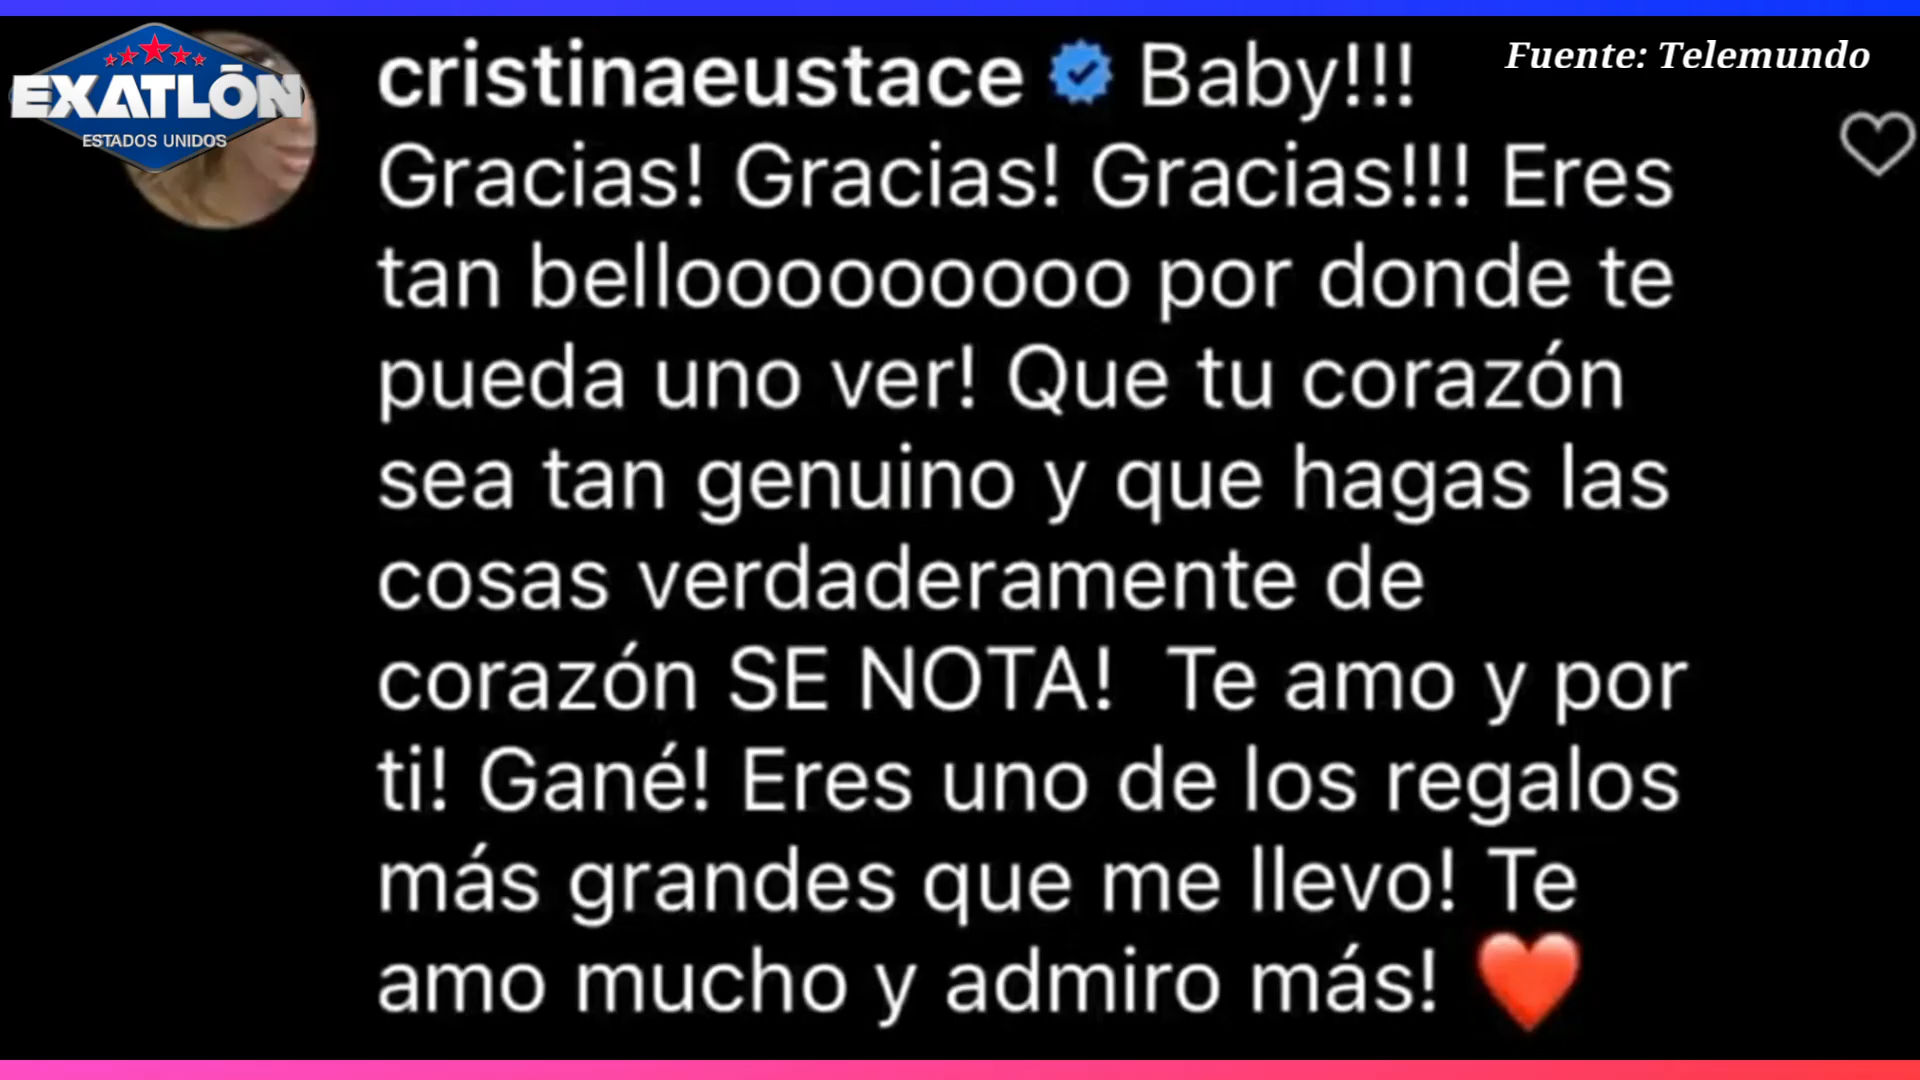 EXATLÓN
ESTADOS UNIDOS
Fuente: Telemundo
cristinaeustace Baby!!!
Gracias! Gracias! Gracias!!! Eres
tan bellooooooooo por donde te
pueda uno ver! Que tu corazón
sea tan genuino y que hagas las
cosas verdaderamente de
corazón SE NOTA!  Te amo y por
ti! Gané! Eres uno de los regalos
más grandes que me llevo! Te
amo mucho y admiro más! ❤️